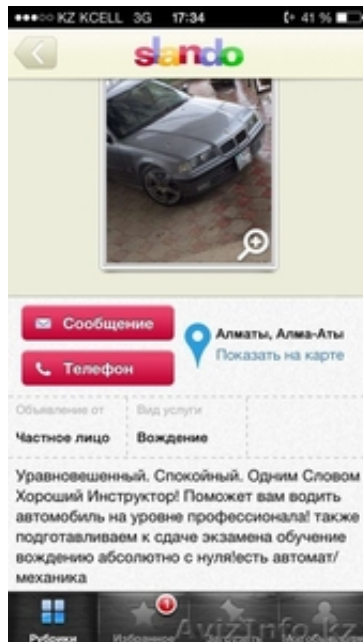 KZ KCELL 3G 17:34 41 %
slando
Сообщение
Телефон
Алматы, Алма-Аты
Показать на карте
Объявление от Вид услуги
Частное лицо Вождение
Уравновешенный. Спокойный. Одним Словом
Хороший Инструктор! Поможет вам водить
автомобиль на уровне профессионала! также
подготавливаем к сдаче экзамена обучение
вождению абсолютно с нуля!есть автомат/
механика
1
Рубрики Избранное
AvizInfo.kz